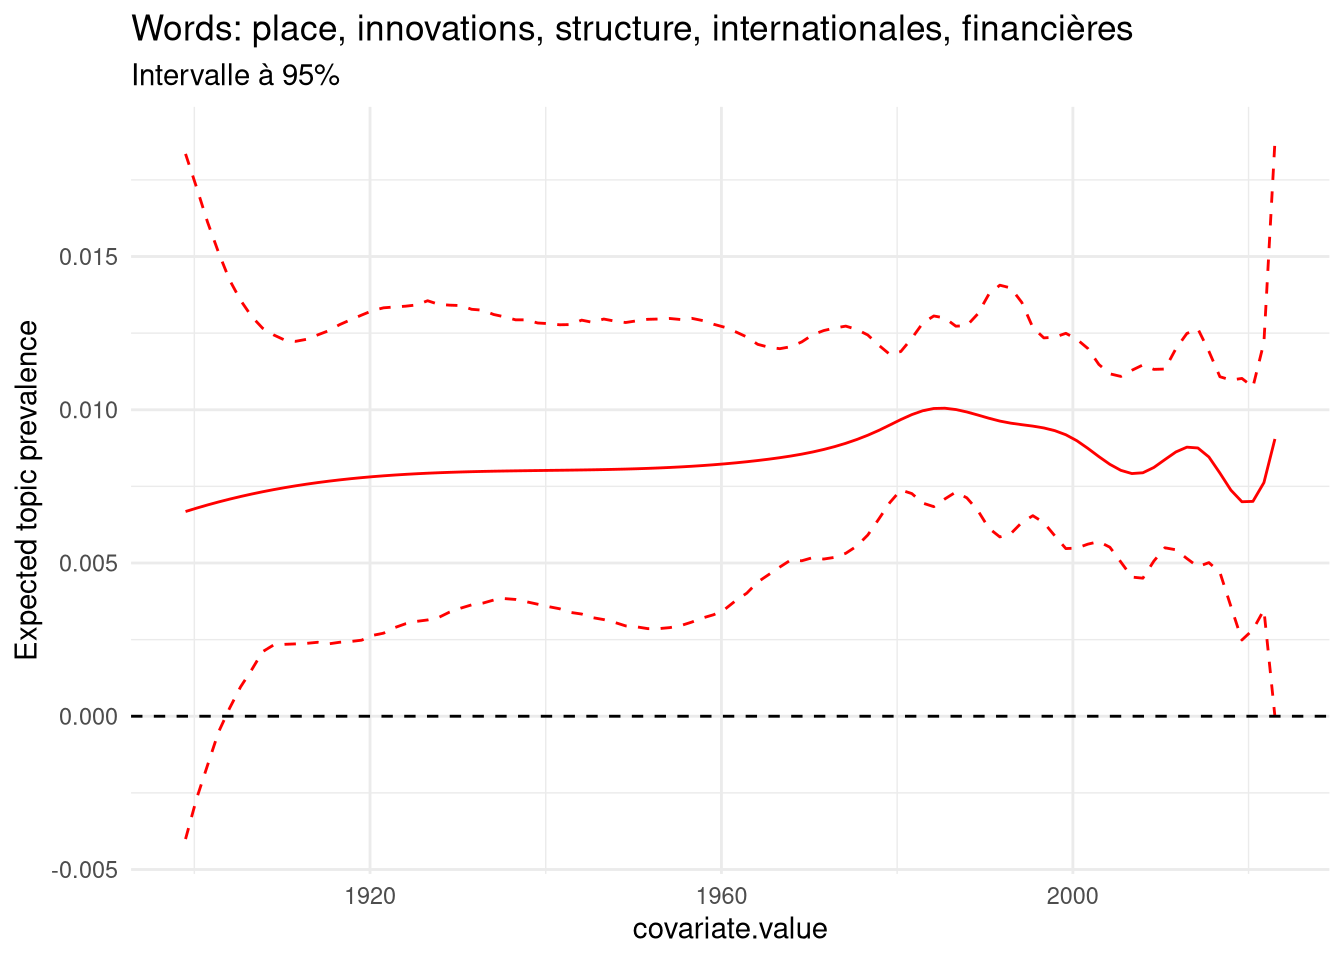 Words: place, innovations, structure, internationales, financières
Intervalle à 95%
Expected topic prevalence
0.015
0.010
0.005
0.000
-0.005
1920
1960
2000
covariate.value